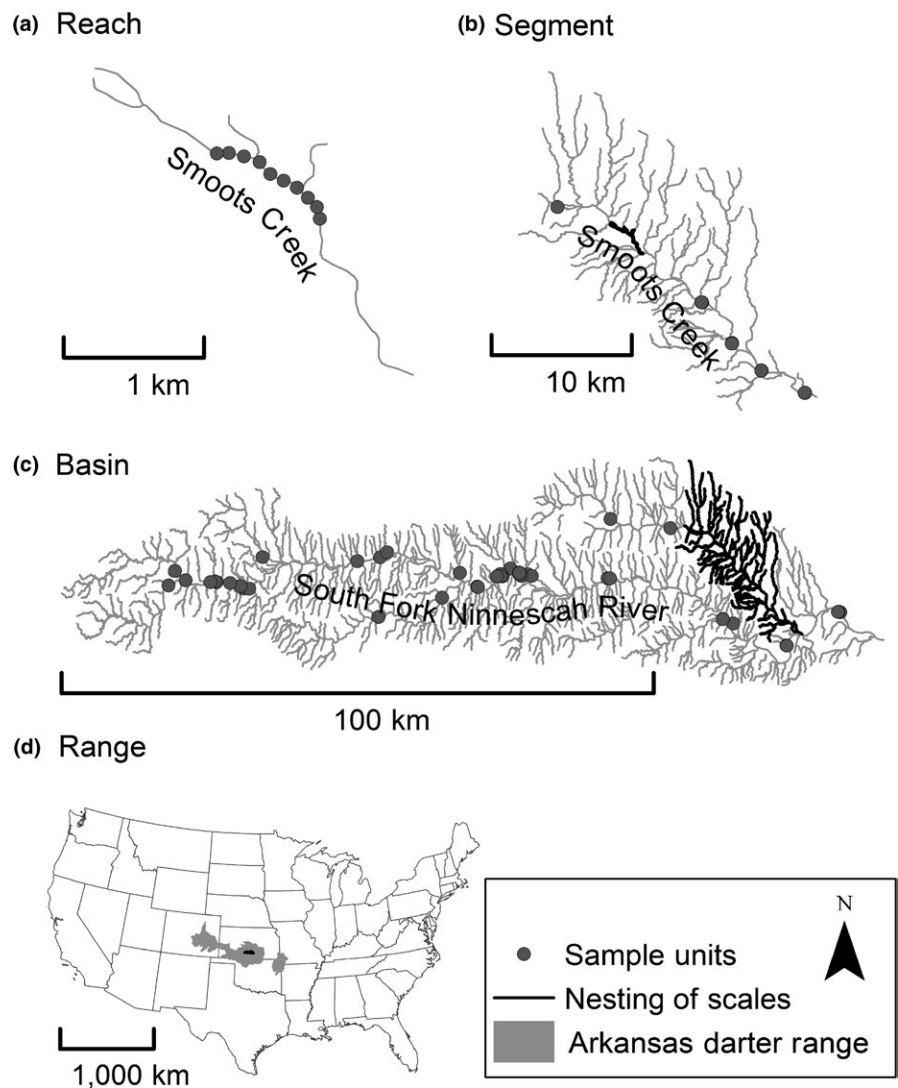 (a) Reach
Smoots Creek
1 km
(b) Segment
Smoots Creek
10 km
(c) Basin
South Fork Ninnescah River
100 km
(d) Range
1,000 km
N
Sample units
Nesting of scales
Arkansas darter range